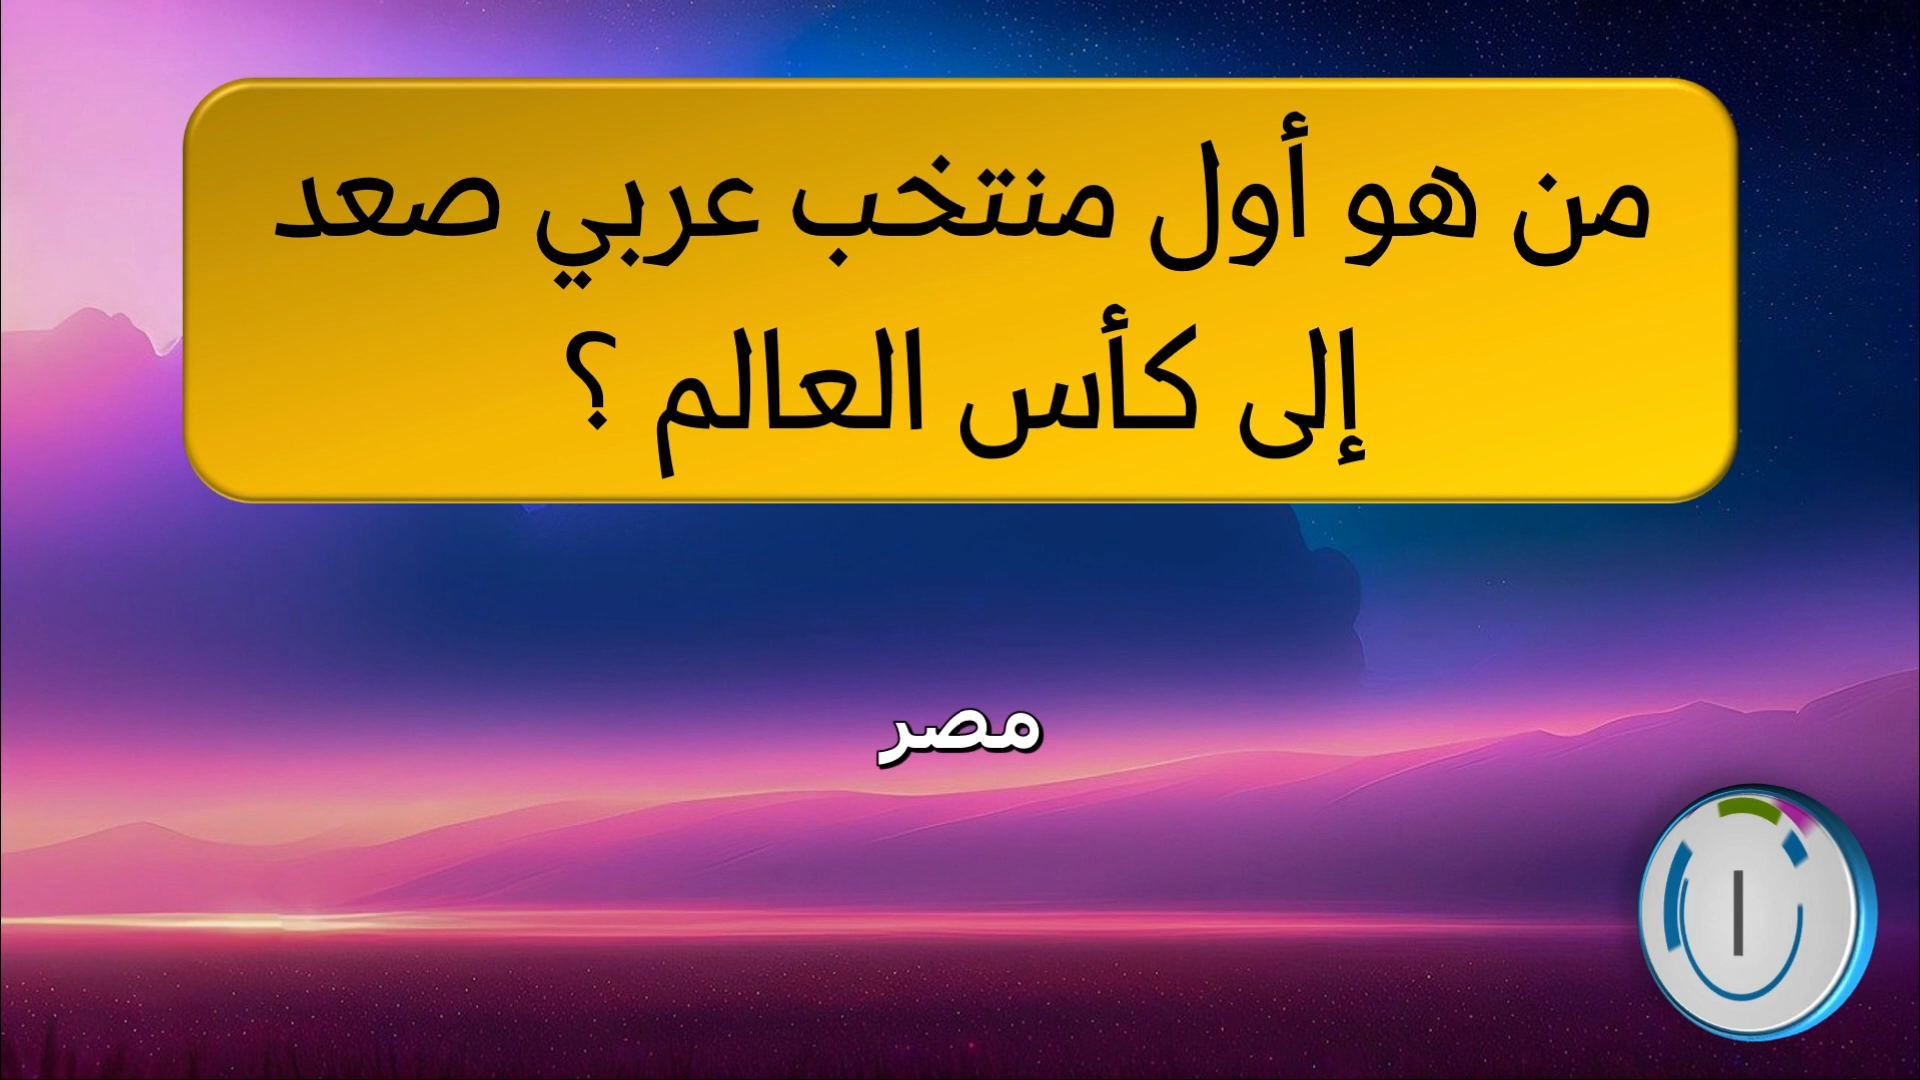 من هو أول منتخب عربي صعد
إلى كأس العالم ؟
مصر